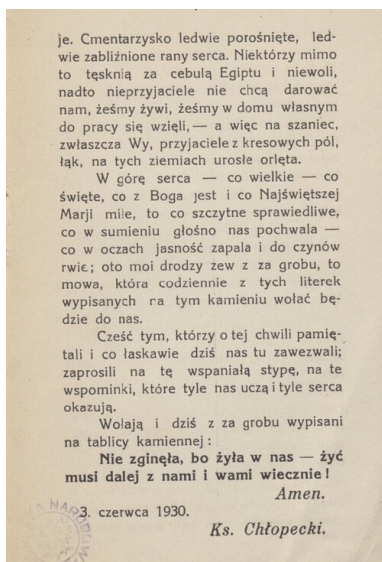 je. Cmentarzysko ledwie porośnięte, led-
wie zabliźnione rany serca. Niektórzy mimo
to tęsknią za cebulą Egiptu i niewoli,
nadto nieprzyjaciele nie chcą darować
nam, żeśmy żywi, żeśmy w domu własnym
do pracy się wzięli, — a więc na szaniec,
zwłaszcza Wy, przyjaciele z kresowych pól,
łąk, na tych ziemiach urosłe orlęta.
W górę serca — co wielkie — co
święte, co z Boga jest i co Najświętszej
Marji miłe, to co szczytne sprawiedliwe,
co w sumieniu głośno nas pochwala —
co w oczach jasność zapala i do czynów
rwie; oto moi drodzy zew z za grobu, to
mowa, która codziennie z tych literek
wypisanych na tym kamieniu wołać bę-
dzie do nas.
Cześć tym, którzy o tej chwili pamię-
tali i co łaskawie dziś nas tu zawezwali;
zaprosili na tę wspaniałą stypę, na te
wspominki, które tyle nas uczą i tyle serca
okazują.
Wołają i dziś z za grobu wypisani
na tablicy kamiennej :
Nie zginęła, bo żyła w nas — żyć
musi dalej z nami i wami wiecznie !
Amen.
3. czerwca 1930.
Ks. Chłopecki.